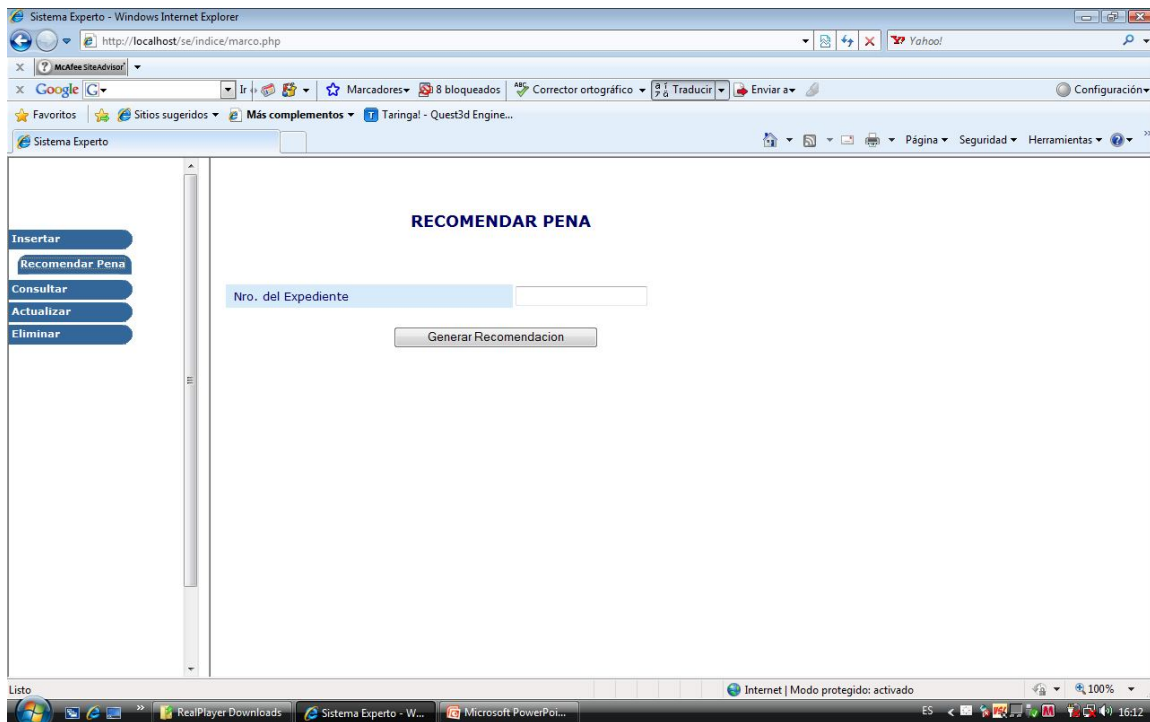 Sistema Experto - Windows Internet Explorer
http://localhost/se/indice/marco.php
Yahoo!
McAfee SiteAdvisor
Google
Ir
Marcadores
8 bloqueados
Corrector ortográfico
Traducir
Enviar a
Configuración
Favoritos
Sitios sugeridos
Más complementos
Taringa! - Quest3d Engine...
Sistema Experto
Página
Seguridad
Herramientas
RECOMENDAR PENA
Insertar
Recomendar Pena
Consultar
Actualizar
Eliminar
Nro. del Expediente
Generar Recomendacion
Listo
Internet | Modo protegido: activado
100%
RealPlayer Downloads
Sistema Experto - W...
Microsoft PowerPoi...
ES
16:12